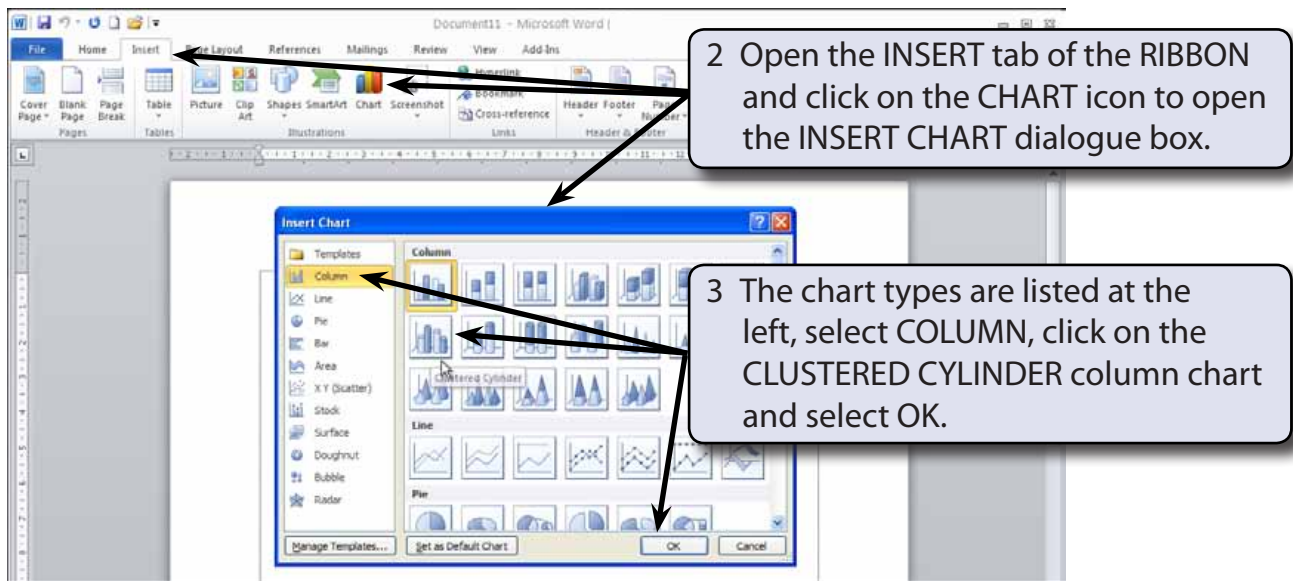 Document11 - Microsoft Word
File Home Insert Page Layout References Mailings Review View Add-Ins
2 Open the INSERT tab of the RIBBON
and click on the CHART icon to open
the INSERT CHART dialogue box.
Cover Page Blank Page Page Break Table Picture Clip Art Shapes SmartArt Chart Screenshot
Hyperlink
Bookmark
Cross-reference
Header Footer Page Number
Pages Tables Illustrations Links Header & Footer
Insert Chart
Templates
Column
Line
Pie
Bar
Area
X Y (Scatter)
Stock
Surface
Doughnut
Bubble
Radar
Column
Clustered Cylinder
Line
Pie
Manage Templates... Set as Default Chart OK Cancel
3 The chart types are listed at the
left, select COLUMN, click on the
CLUSTERED CYLINDER column chart
and select OK.